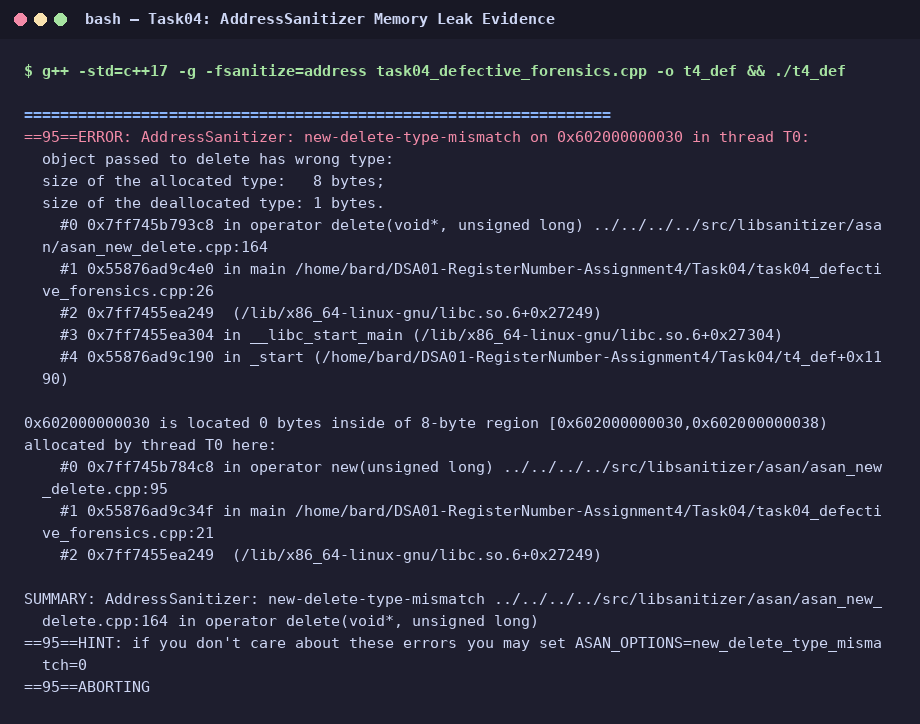 bash — Task04: AddressSanitizer Memory Leak Evidence
$ g++ -std=c++17 -g -fsanitize=address task04_defective_forensics.cpp -o t4_def && ./t4_def
=================================================================
==95==ERROR: AddressSanitizer: new-delete-type-mismatch on 0x602000000030 in thread T0:
  object passed to delete has wrong type:
  size of the allocated type:   8 bytes;
  size of the deallocated type: 1 bytes.
    #0 0x7ff745b793c8 in operator delete(void*, unsigned long) ../../../../src/libsanitizer/asa
  n/asan_new_delete.cpp:164
    #1 0x55876ad9c4e0 in main /home/bard/DSA01-RegisterNumber-Assignment4/Task04/task04_defecti
  ve_forensics.cpp:26
    #2 0x7ff7455ea249  (/lib/x86_64-linux-gnu/libc.so.6+0x27249)
    #3 0x7ff7455ea304 in __libc_start_main (/lib/x86_64-linux-gnu/libc.so.6+0x27304)
    #4 0x55876ad9c190 in _start (/home/bard/DSA01-RegisterNumber-Assignment4/Task04/t4_def+0x11
  90)
0x602000000030 is located 0 bytes inside of 8-byte region [0x602000000030,0x602000000038)
allocated by thread T0 here:
    #0 0x7ff745b784c8 in operator new(unsigned long) ../../../../src/libsanitizer/asan/asan_new
  _delete.cpp:95
    #1 0x55876ad9c34f in main /home/bard/DSA01-RegisterNumber-Assignment4/Task04/task04_defecti
  ve_forensics.cpp:21
    #2 0x7ff7455ea249  (/lib/x86_64-linux-gnu/libc.so.6+0x27249)
SUMMARY: AddressSanitizer: new-delete-type-mismatch ../../../../src/libsanitizer/asan/asan_new_
  delete.cpp:164 in operator delete(void*, unsigned long)
==95==HINT: if you don't care about these errors you may set ASAN_OPTIONS=new_delete_type_misma
  tch=0
==95==ABORTING